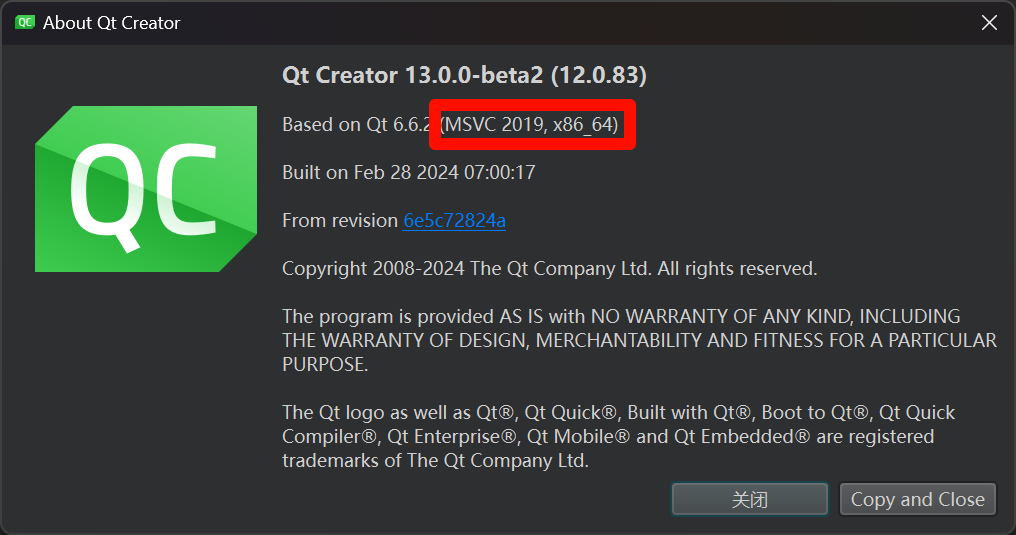 About Qt Creator
QC
Qt Creator 13.0.0-beta2 (12.0.83)
Based on Qt 6.6.2 (MSVC 2019, x86_64)
Built on Feb 28 2024 07:00:17
From revision 6e5c72824a
Copyright 2008-2024 The Qt Company Ltd. All rights reserved.
The program is provided AS IS with NO WARRANTY OF ANY KIND, INCLUDING
THE WARRANTY OF DESIGN, MERCHANTABILITY AND FITNESS FOR A PARTICULAR
PURPOSE.
The Qt logo as well as Qt®, Qt Quick®, Built with Qt®, Boot to Qt®, Qt Quick
Compiler®, Qt Enterprise®, Qt Mobile® and Qt Embedded® are registered
trademarks of The Qt Company Ltd.
关闭
Copy and Close